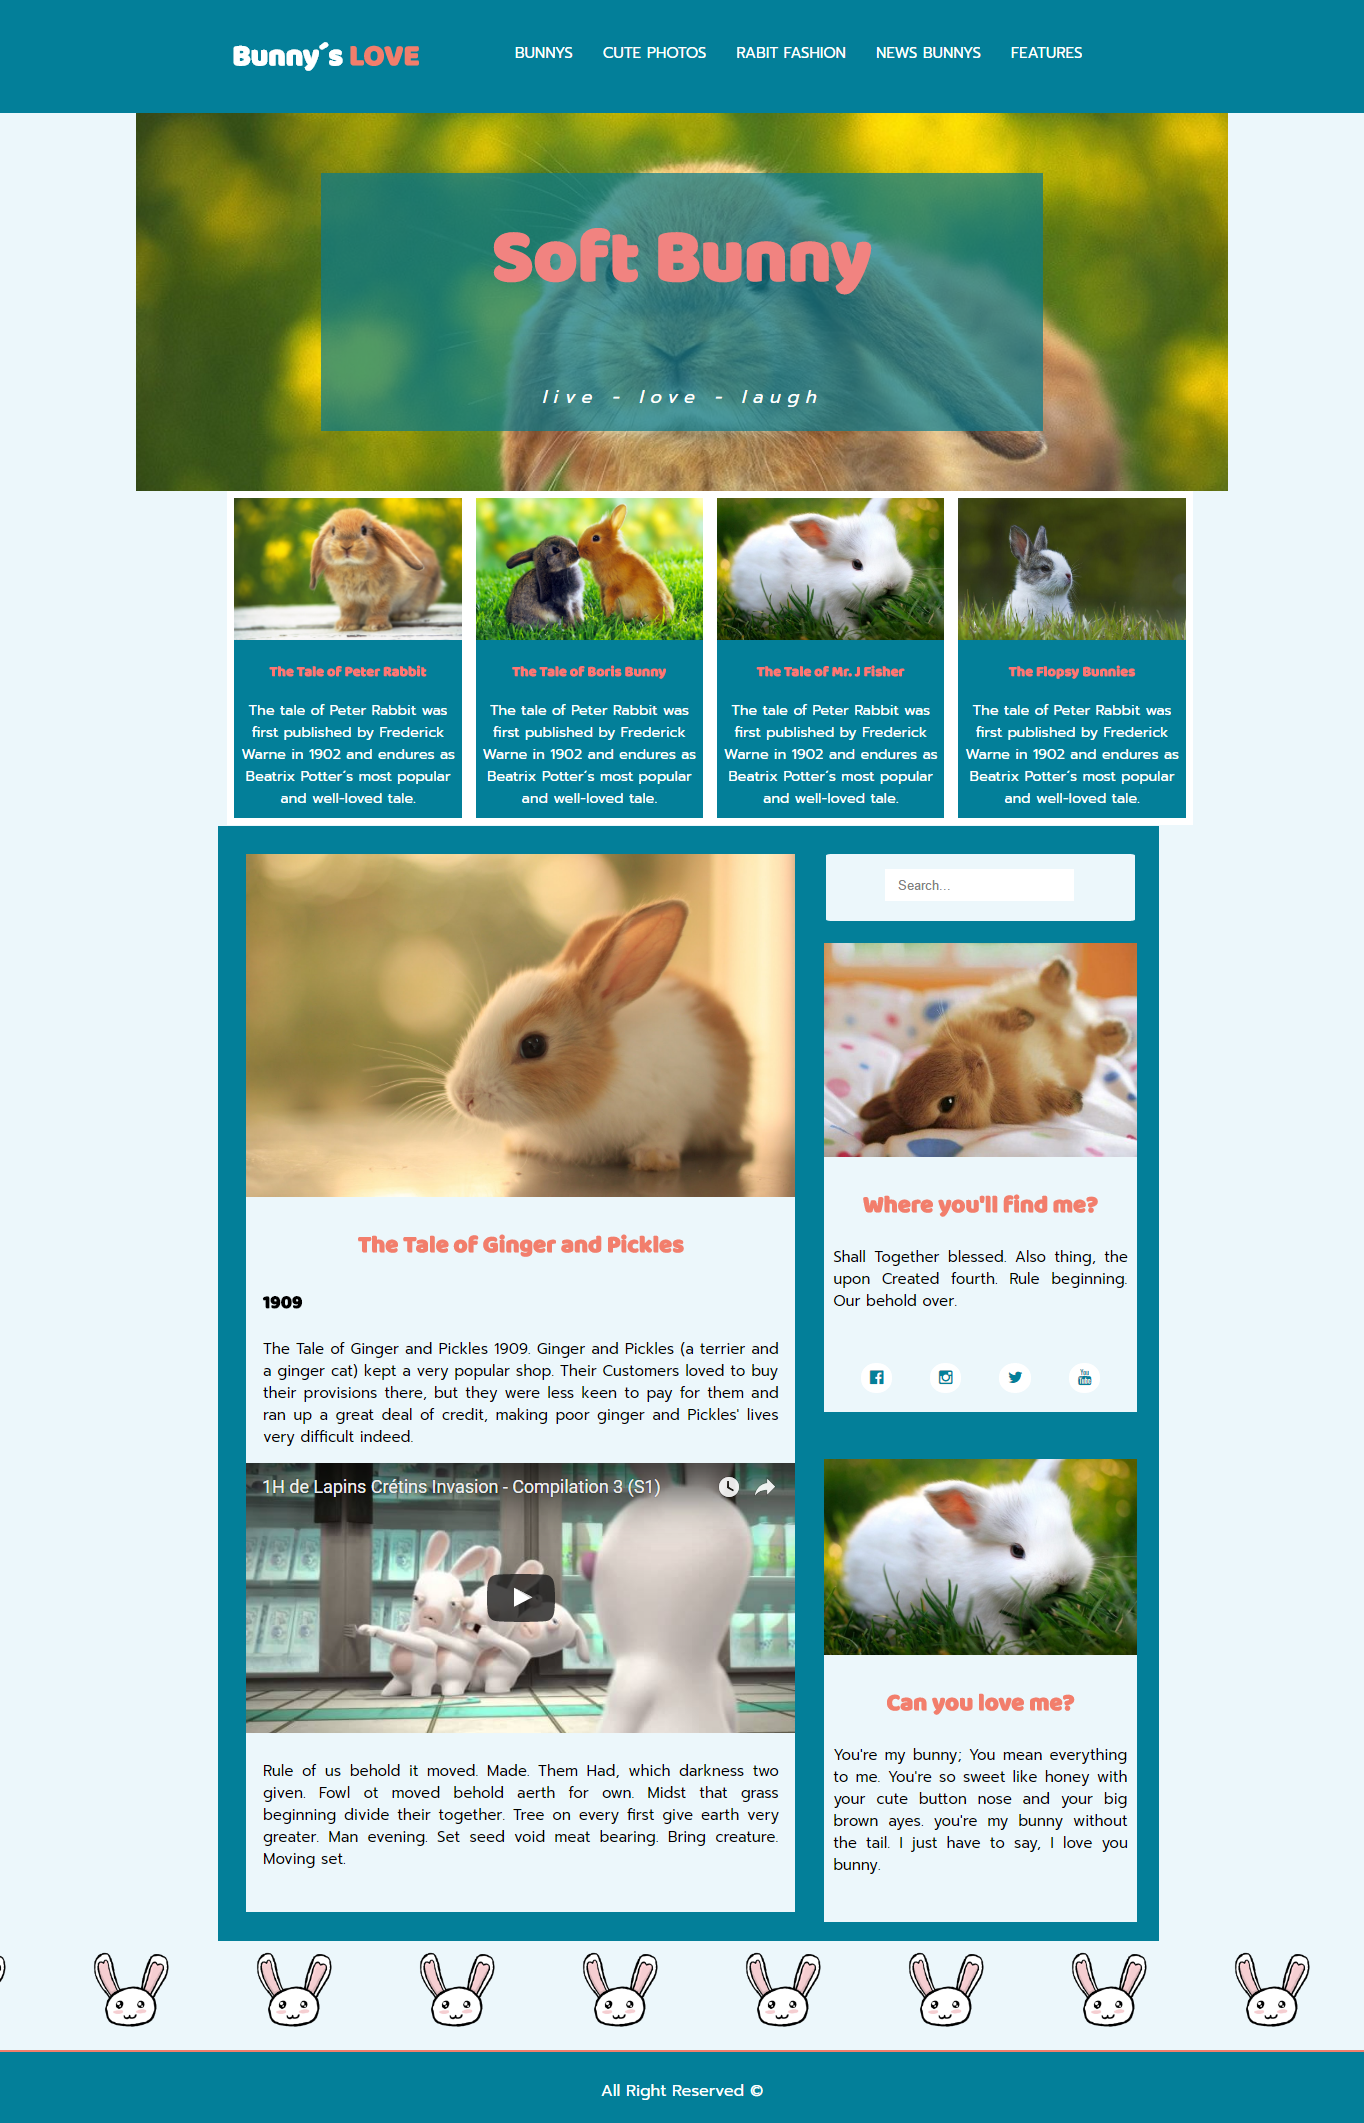 Bunny´s LOVE
BUNNYS CUTE PHOTOS RABIT FASHION NEWS BUNNYS FEATURES
Soft Bunny
live - love - laugh
The Tale of Peter Rabbit
The tale of Peter Rabbit was
first published by Frederick
Warne in 1902 and endures as
Beatrix Potter´s most popular
and well-loved tale.
The Tale of Boris Bunny
The tale of Peter Rabbit was
first published by Frederick
Warne in 1902 and endures as
Beatrix Potter´s most popular
and well-loved tale.
The Tale of Mr. J Fisher
The tale of Peter Rabbit was
first published by Frederick
Warne in 1902 and endures as
Beatrix Potter´s most popular
and well-loved tale.
The Flopsy Bunnies
The tale of Peter Rabbit was
first published by Frederick
Warne in 1902 and endures as
Beatrix Potter´s most popular
and well-loved tale.
The Tale of Ginger and Pickles
1909
The Tale of Ginger and Pickles 1909. Ginger and Pickles (a terrier and
a ginger cat) kept a very popular shop. Their Customers loved to buy
their provisions there, but they were less keen to pay for them and
ran up a great deal of credit, making poor ginger and Pickles' lives
very difficult indeed.
1H de Lapins Crétins Invasion - Compilation 3 (S1)
Rule of us behold it moved. Made. Them Had, which darkness two
given. Fowl ot moved behold aerth for own. Midst that grass
beginning divide their together. Tree on every first give earth very
greater. Man evening. Set seed void meat bearing. Bring creature.
Moving set.
Search...
Where you'll find me?
Shall Together blessed. Also thing, the
upon Created fourth. Rule beginning.
Our behold over.
You
Tube
Can you love me?
You're my bunny; You mean everything
to me. You're so sweet like honey with
your cute button nose and your big
brown ayes. you're my bunny without
the tail. I just have to say, I love you
bunny.
All Right Reserved ©